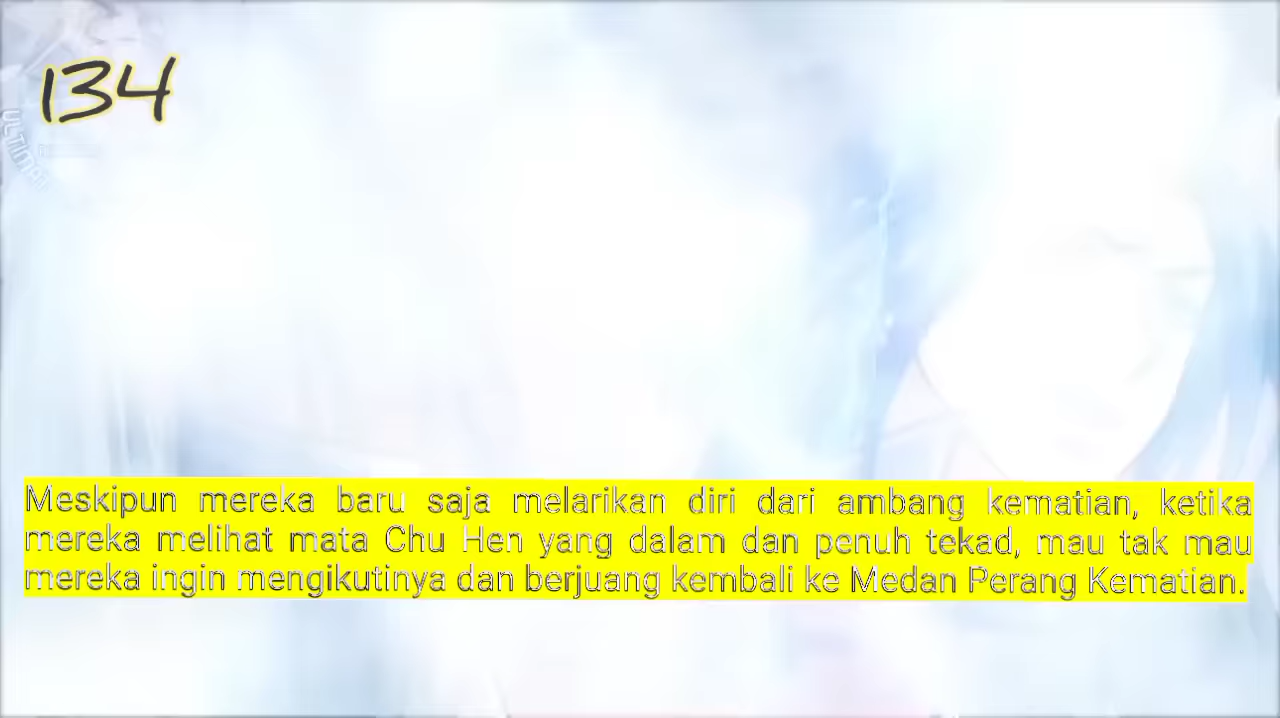 134
ULTIMAT
Meskipun mereka baru saja melarikan diri dari ambang kematian, ketika
mereka melihat mata Chu Hen yang dalam dan penuh tekad, mau tak mau
mereka ingin mengikutinya dan berjuang kembali ke Medan Perang Kematian.